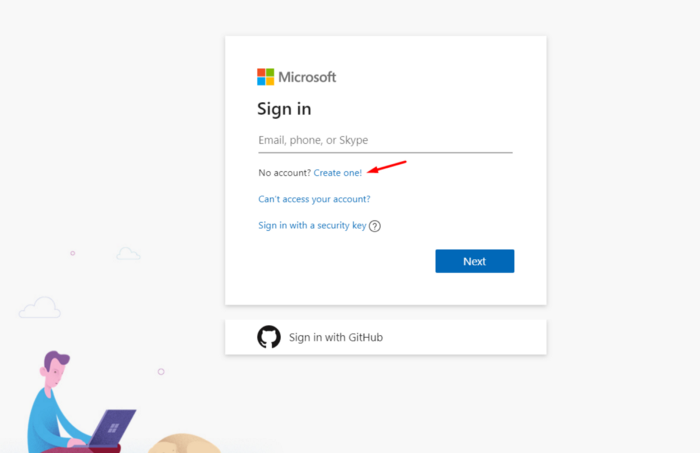 Microsoft
Sign in
Email, phone, or Skype
No account? Create one!
Can't access your account?
Sign in with a security key ?
Next
Sign in with GitHub